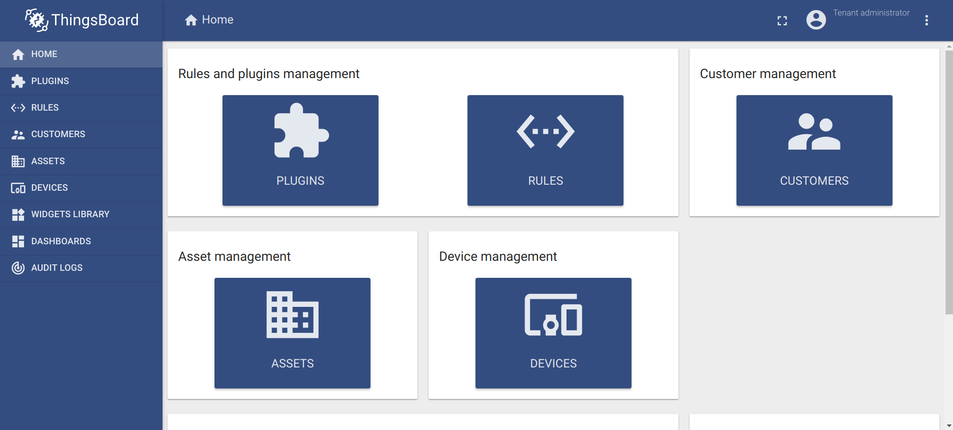 ThingsBoard
Home
Tenant administrator
HOME
PLUGINS
RULES
CUSTOMERS
ASSETS
DEVICES
WIDGETS LIBRARY
DASHBOARDS
AUDIT LOGS
Rules and plugins management
PLUGINS
RULES
Customer management
CUSTOMERS
Asset management
ASSETS
Device management
DEVICES